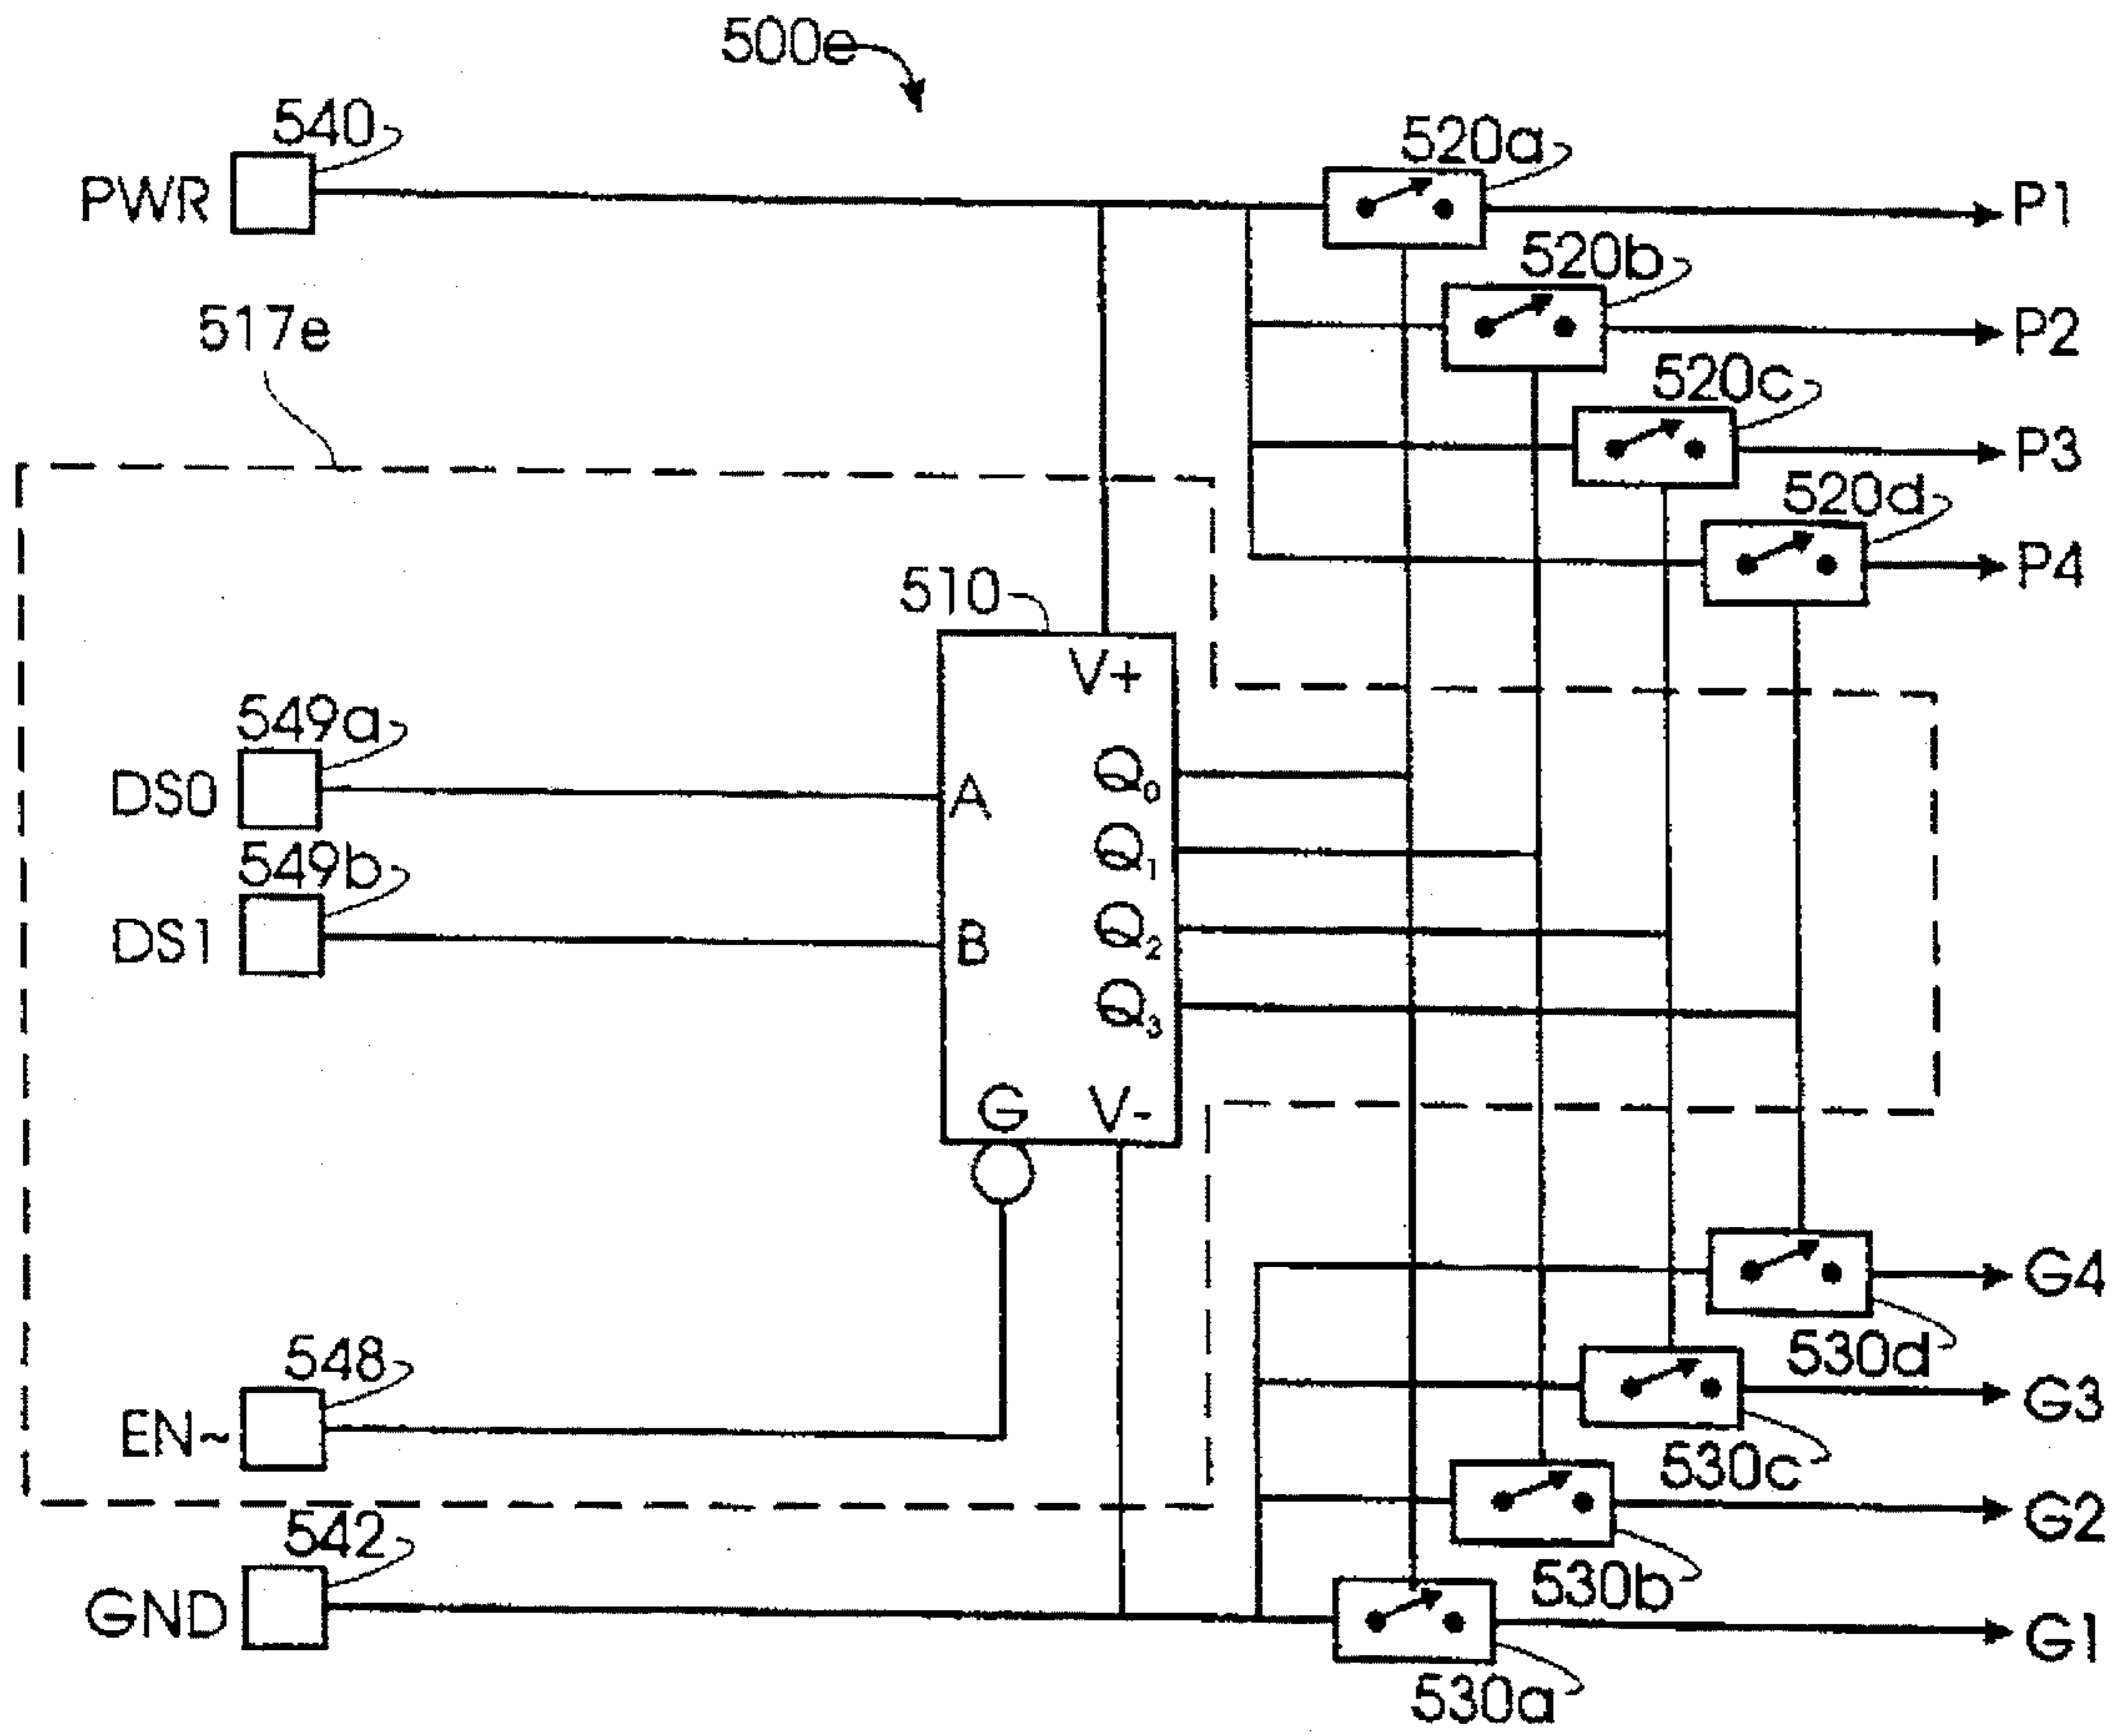 500e
540
520a
PWR
P1
520b
517e
P2
520c
P3
520d
P4
510
V+
549a
DS0
A
Q0
549b
Q1
DS1
B
Q2
Q3
G
V-
G4
548
530d
EN~
G3
530c
542
G2
530b
GND
G1
530a